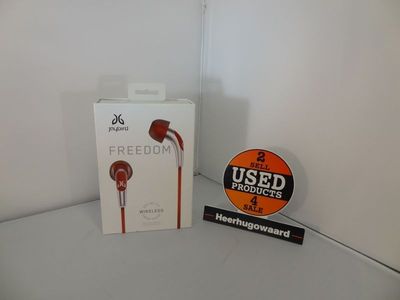 jaybird
FREEDOM
WIRELESS
2
SELL
USED
PRODUCTS
4
SALE
Heerhugowaard